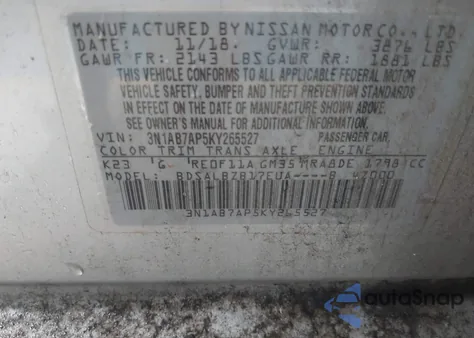 MANUFACTURED BY NISSAN MOTOR CO., LTD.
DATE: 11/18. GVWR: 3876 LBS
GAWR FR: 2143 LBS GAWR RR: 1881 LBS
THIS VEHICLE CONFORMS TO ALL APPLICABLE FEDERAL MOTOR
VEHICLE SAFETY, BUMPER AND THEFT PREVENTION STANDARDS
IN EFFECT ON THE DATE OF MANUFACTURE SHOWN ABOVE.
SEE OWNER'S MANUAL FOR ADDITIONAL INFORMATION
VIN: 3N1AB7AP5KY265527 PASSENGER CAR
COLOR TRIM TRANS AXLE ENGINE
K23 G RE0F11A GM35 MRA8DE 1798 CC
MODEL: BDSALBZB17EUA----B
3N1AB7AP5KY265527
autoSnap